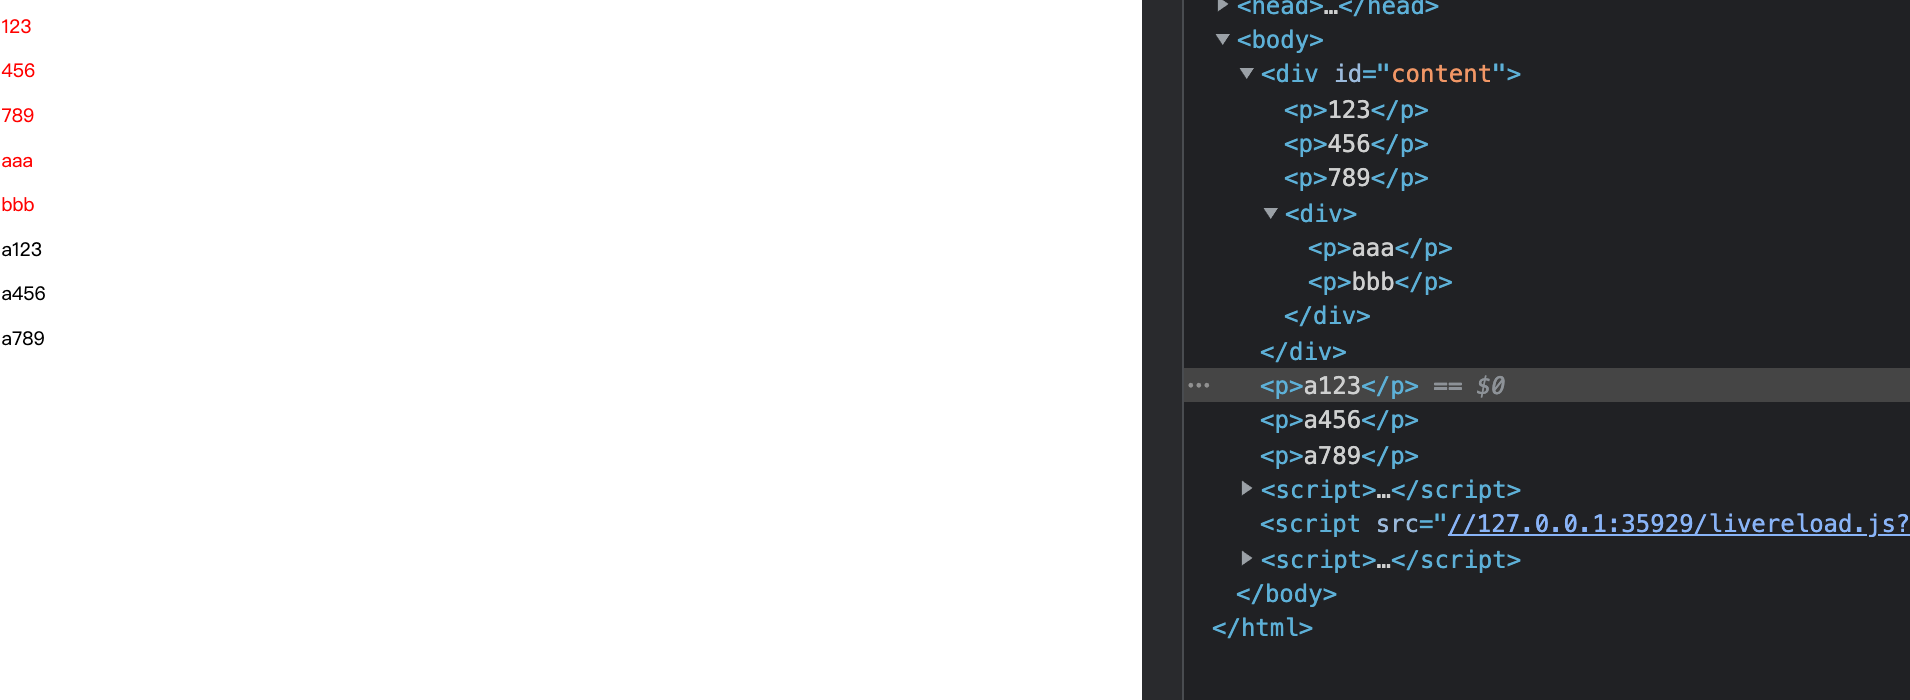 123
456
789
aaa
bbb
a123
a456
a789
<head>…</head>
<body>
<div id="content">
<p>123</p>
<p>456</p>
<p>789</p>
<div>
<p>aaa</p>
<p>bbb</p>
</div>
</div>
<p>a123</p> == $0
<p>a456</p>
<p>a789</p>
<script>…</script>
<script src="//127.0.0.1:35929/livereload.js?
<script>…</script>
</body>
</html>